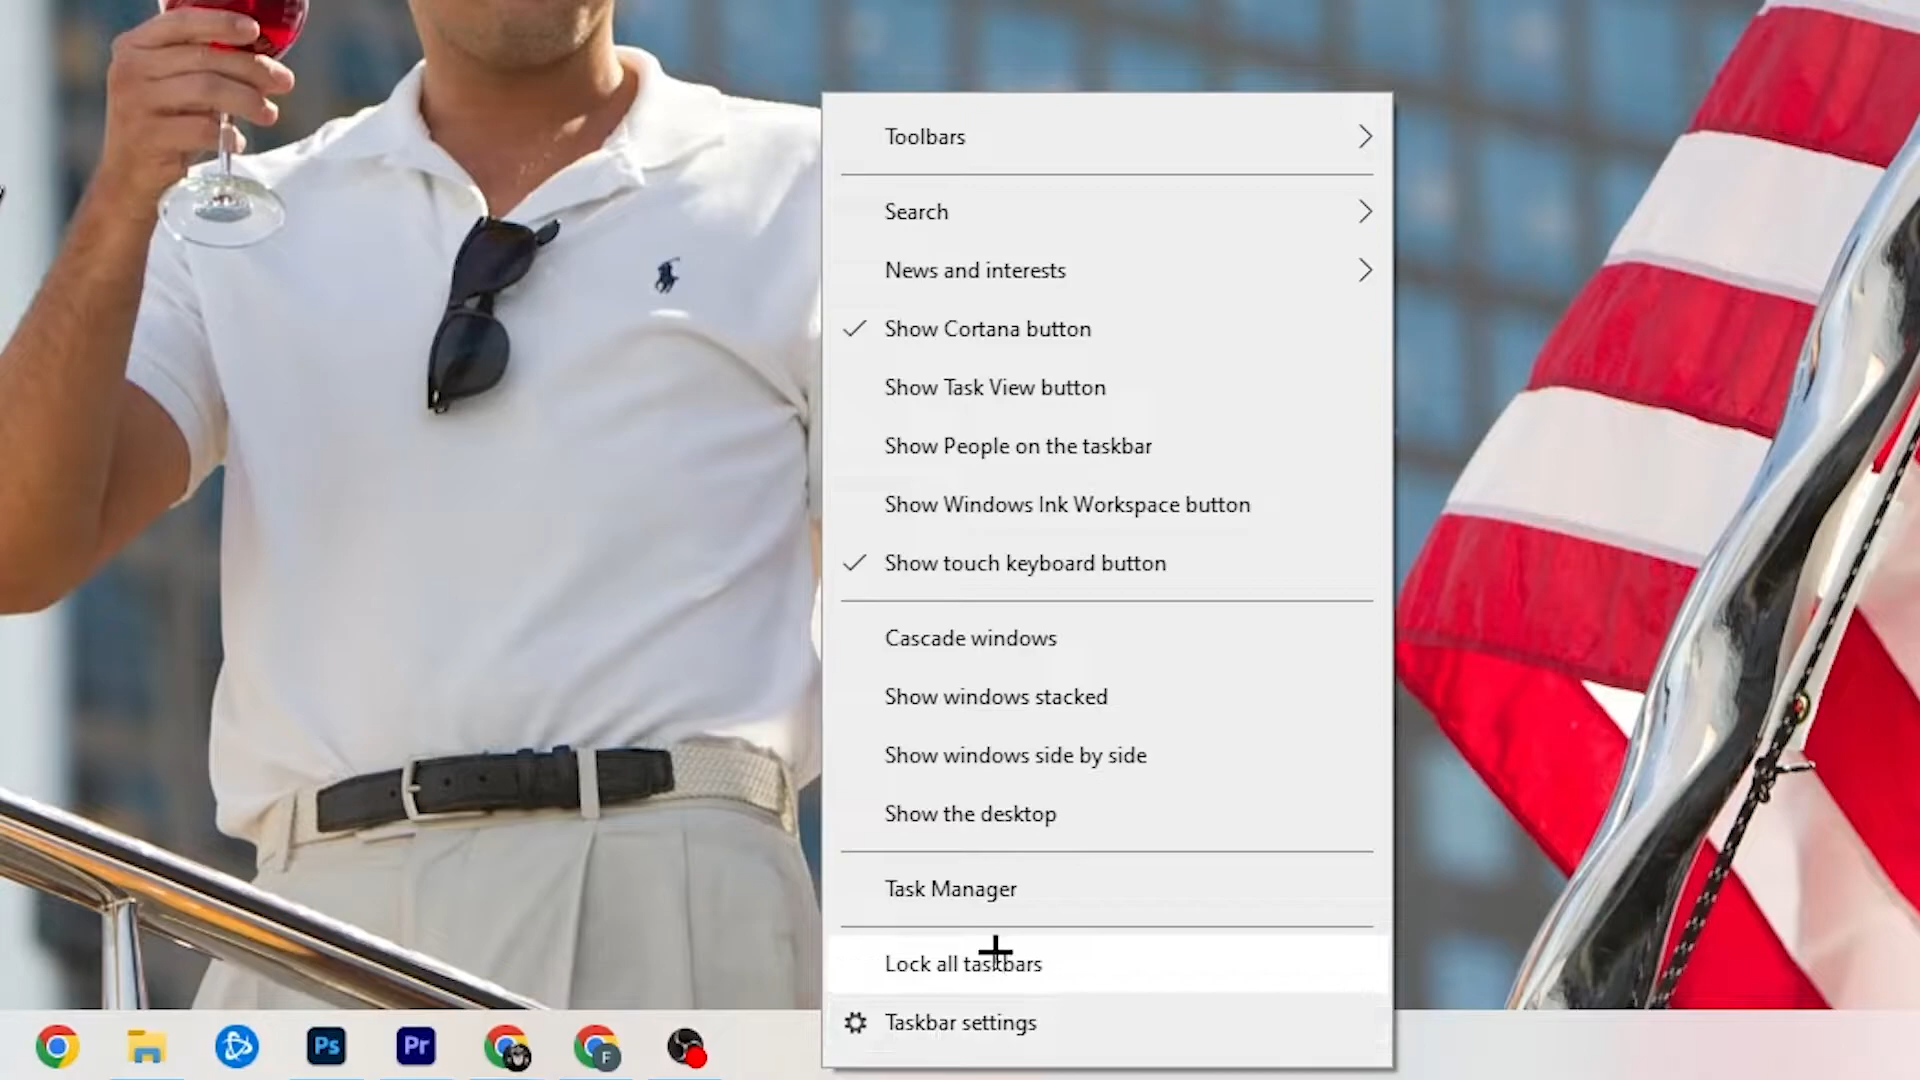 Toolbars
Search
News and interests
Show Cortana button
Show Task View button
Show People on the taskbar
Show Windows Ink Workspace button
Show touch keyboard button
Cascade windows
Show windows stacked
Show windows side by side
Show the desktop
Task Manager
Lock all taskbars
Taskbar settings
Ps
Pr
F